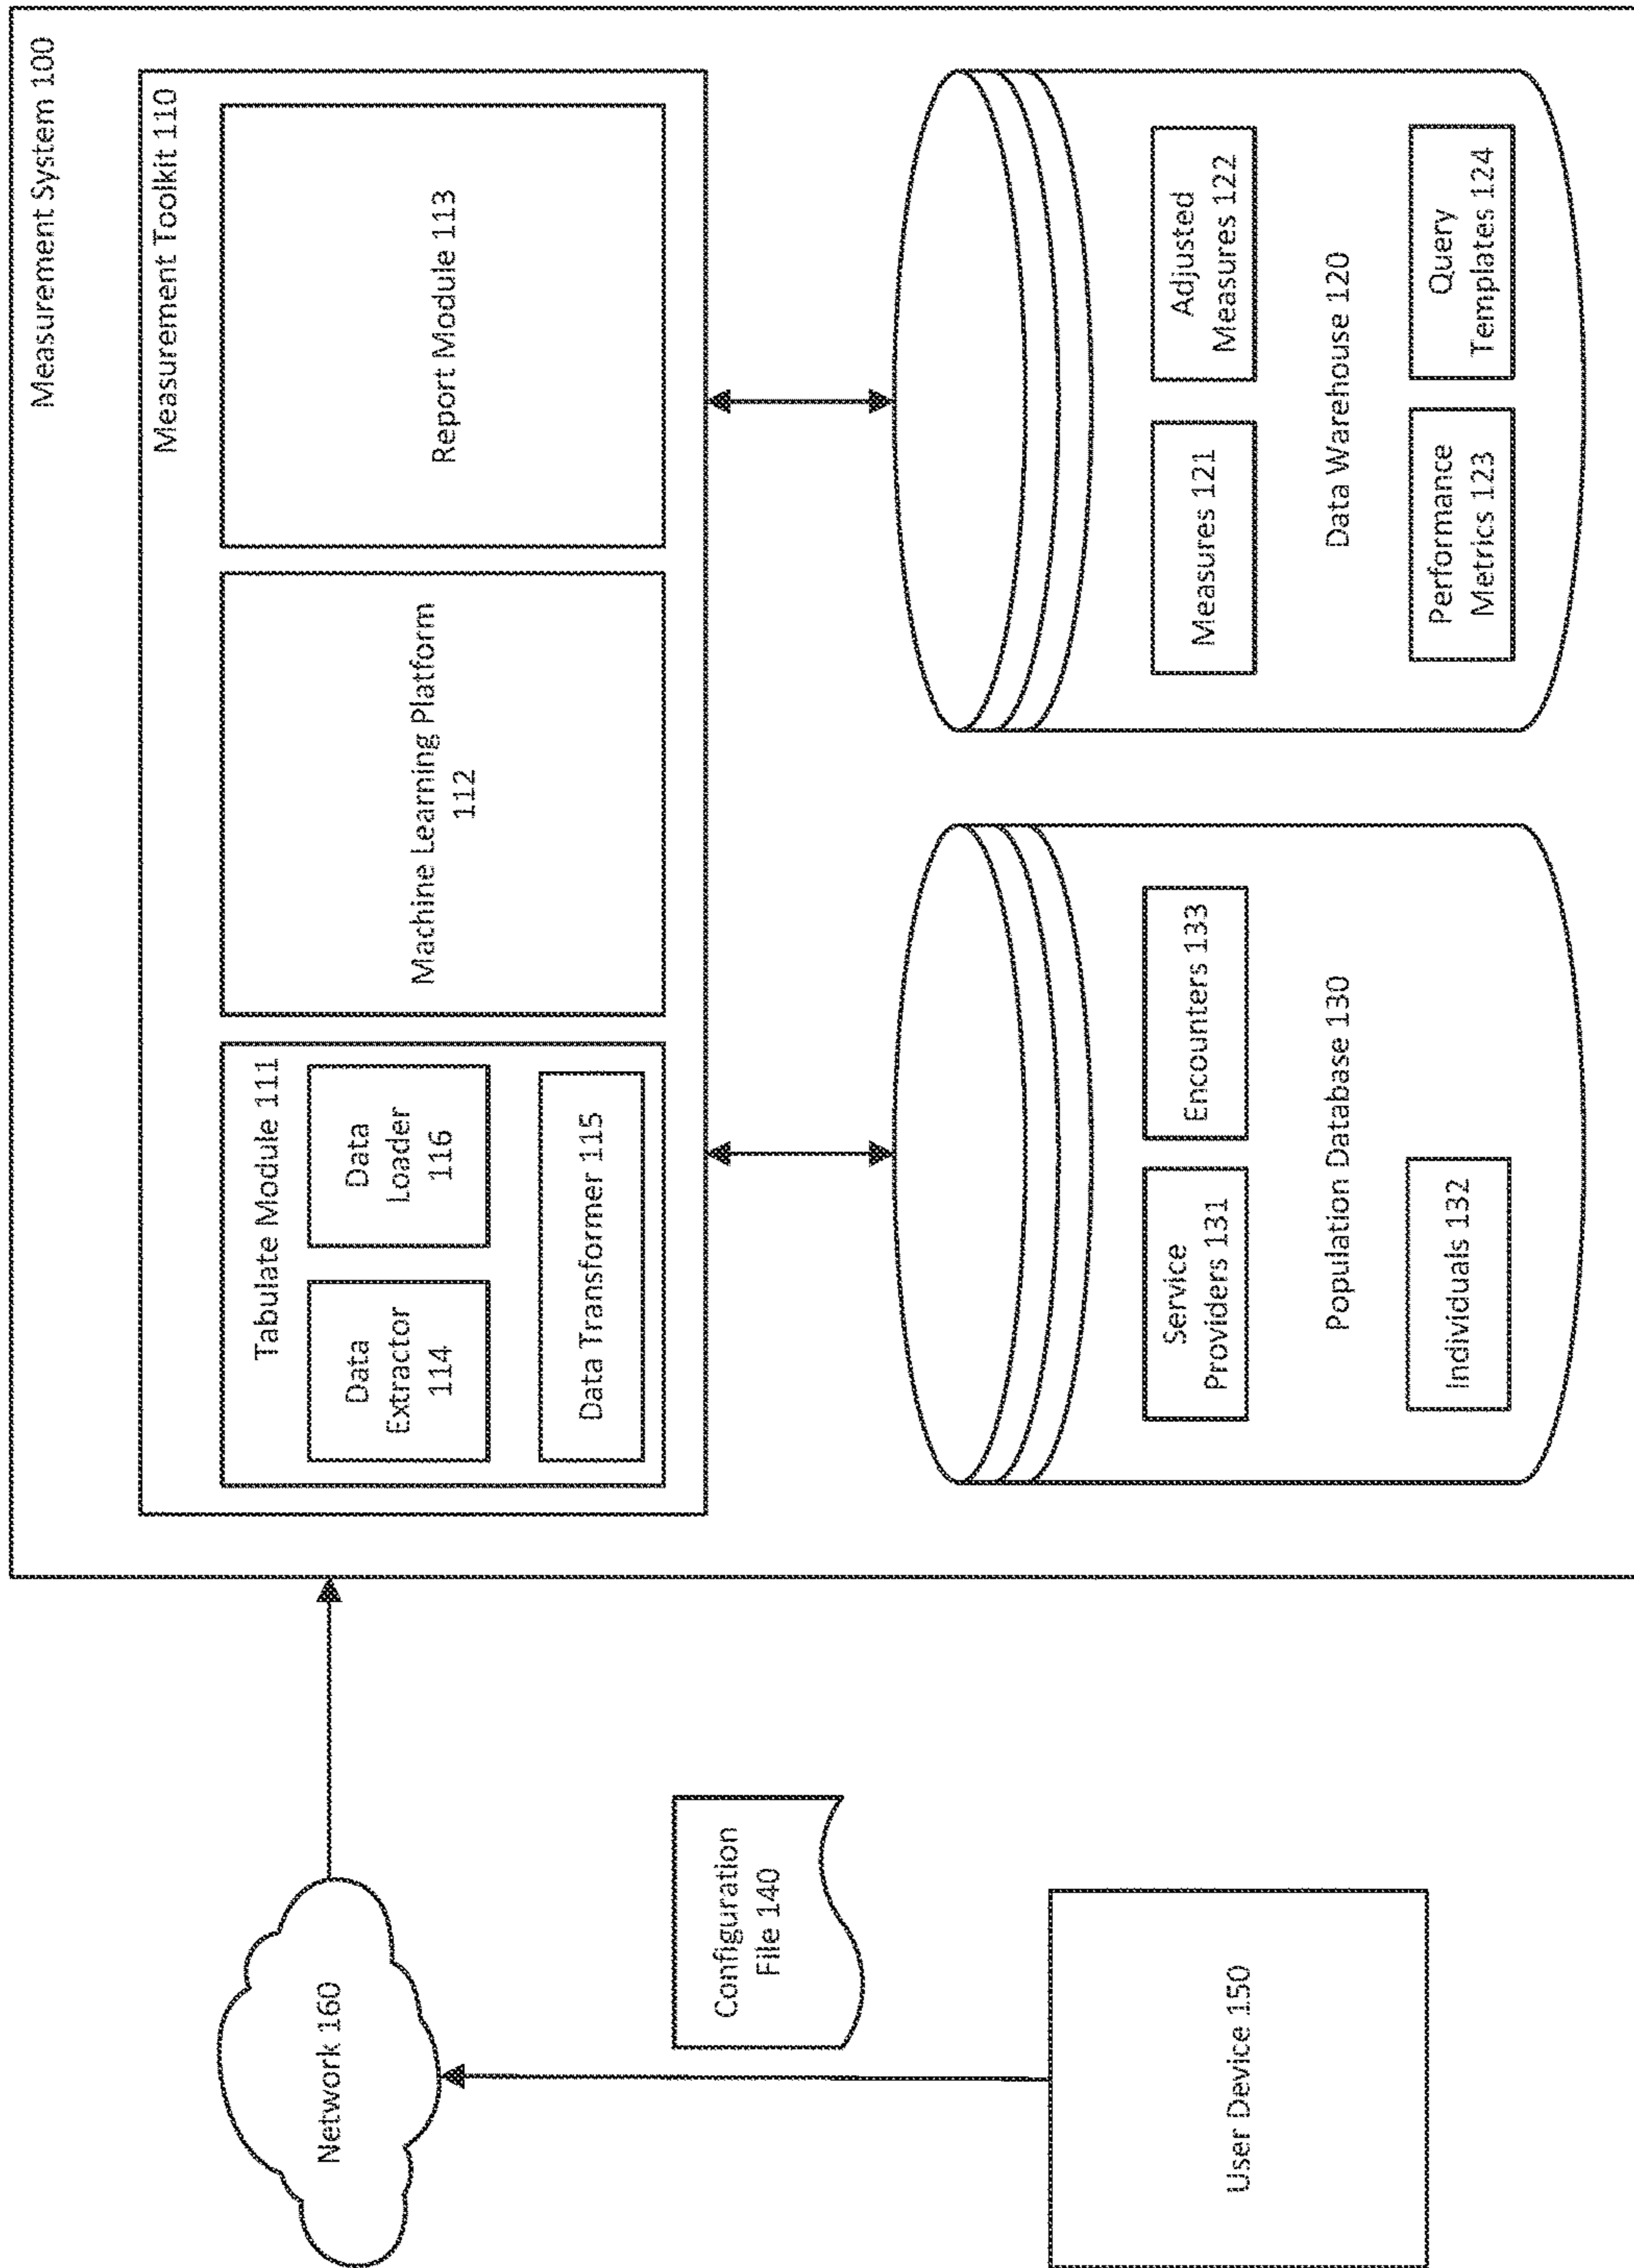 Measurement System 100
Measurement Toolkit 110
Tabulate Module 111
Data
Extractor
114
Data
Loader
116
Data Transformer 115
Machine Learning Platform
112
Report Module 113
Network 160
Configuration
File 140
User Device 150
Service
Providers 131
Encounters 133
Population Database 130
Individuals 132
Measures 121
Adjusted
Measures 122
Data Warehouse 120
Performance
Metrics 123
Query
Templates 124